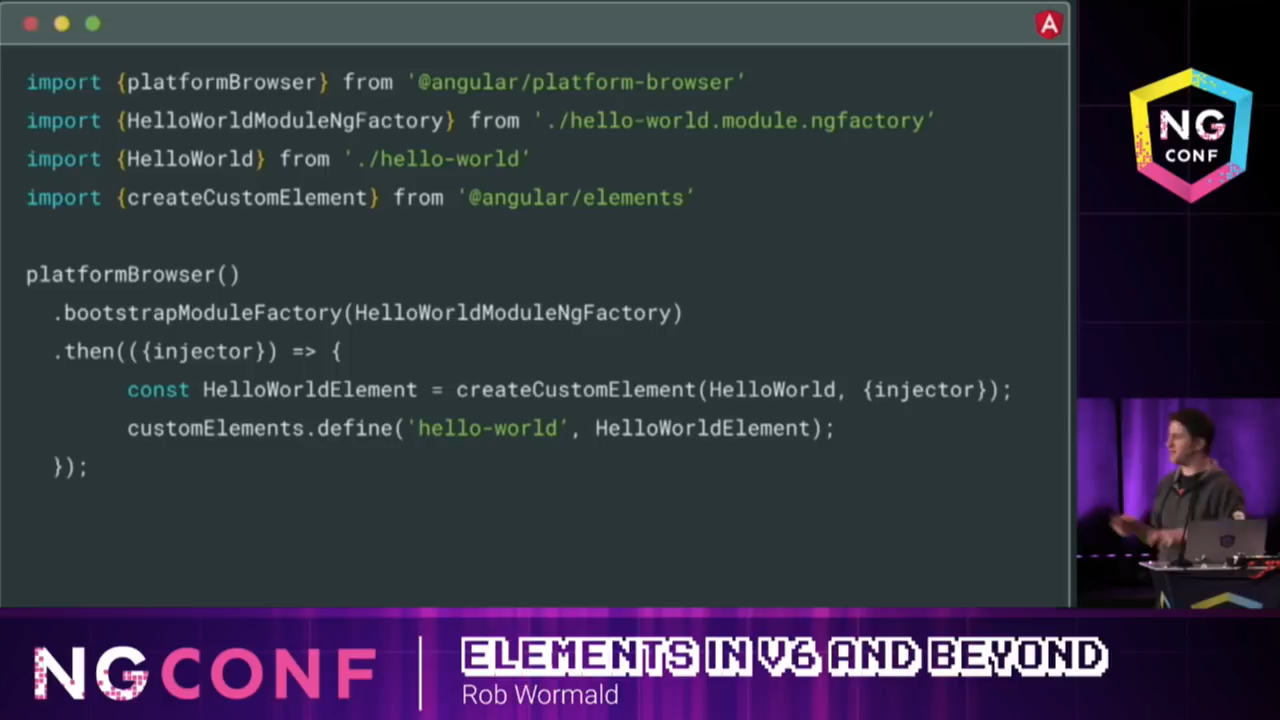 import {platformBrowser} from '@angular/platform-browser’
import {HelloWorldModuleNgFactory} from './hello-world.module.ngfactory’
import {HelloWorld} from './hello-world’
import {createCustomElement} from '@angular/elements‘
platformBrowser()
.bootstrapModuleFactory(HelloWorldModuleNgFactory)
.then(({injector}) => {
const HelloWorldElement = createCustomElement(HelloWorld, {injector});
customElements.define('hello-world’, HelloWorldElement);
});
A
NG
CONF
NGCONF
ELEMENTS IN V6 AND BEYOND
Rob Wormald